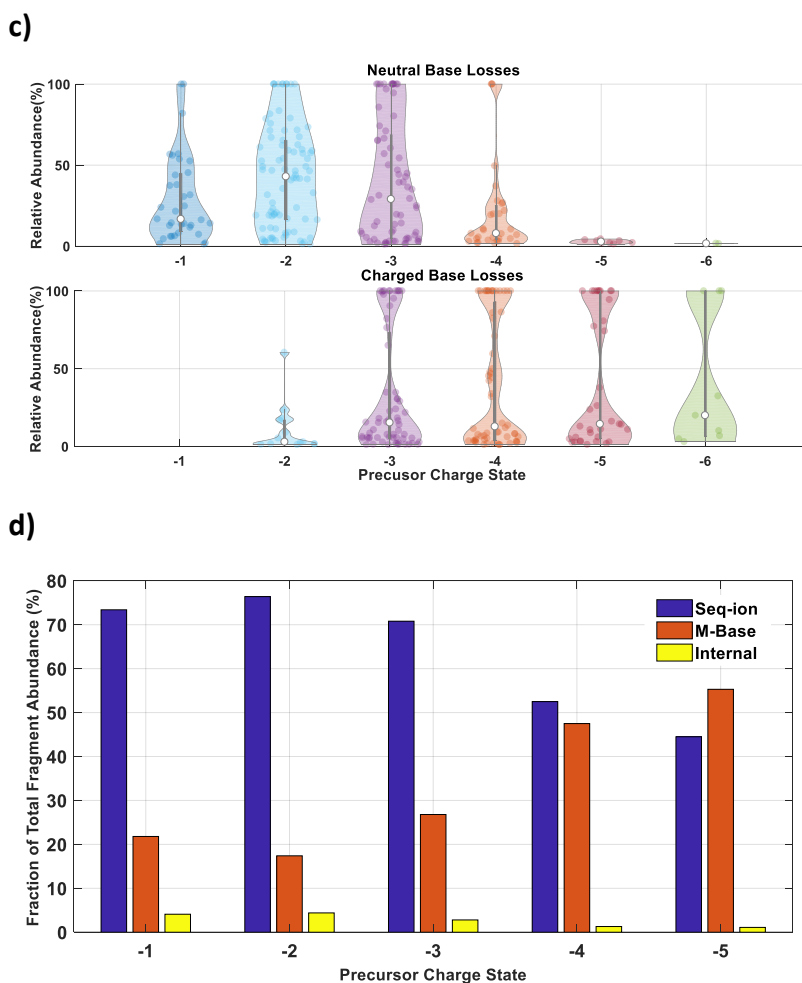 c)
Neutral Base Losses
Relative Abundance(%)
100
50
0
-1 -2 -3 -4 -5 -6
Charged Base Losses
Relative Abundance(%)
100
50
0
-1 -2 -3 -4 -5 -6
Precusor Charge State
d)
Fraction of Total Fragment Abundance (%)
80
70
60
50
40
30
20
10
0
Seq-ion
M-Base
Internal
-1 -2 -3 -4 -5
Precursor Charge State